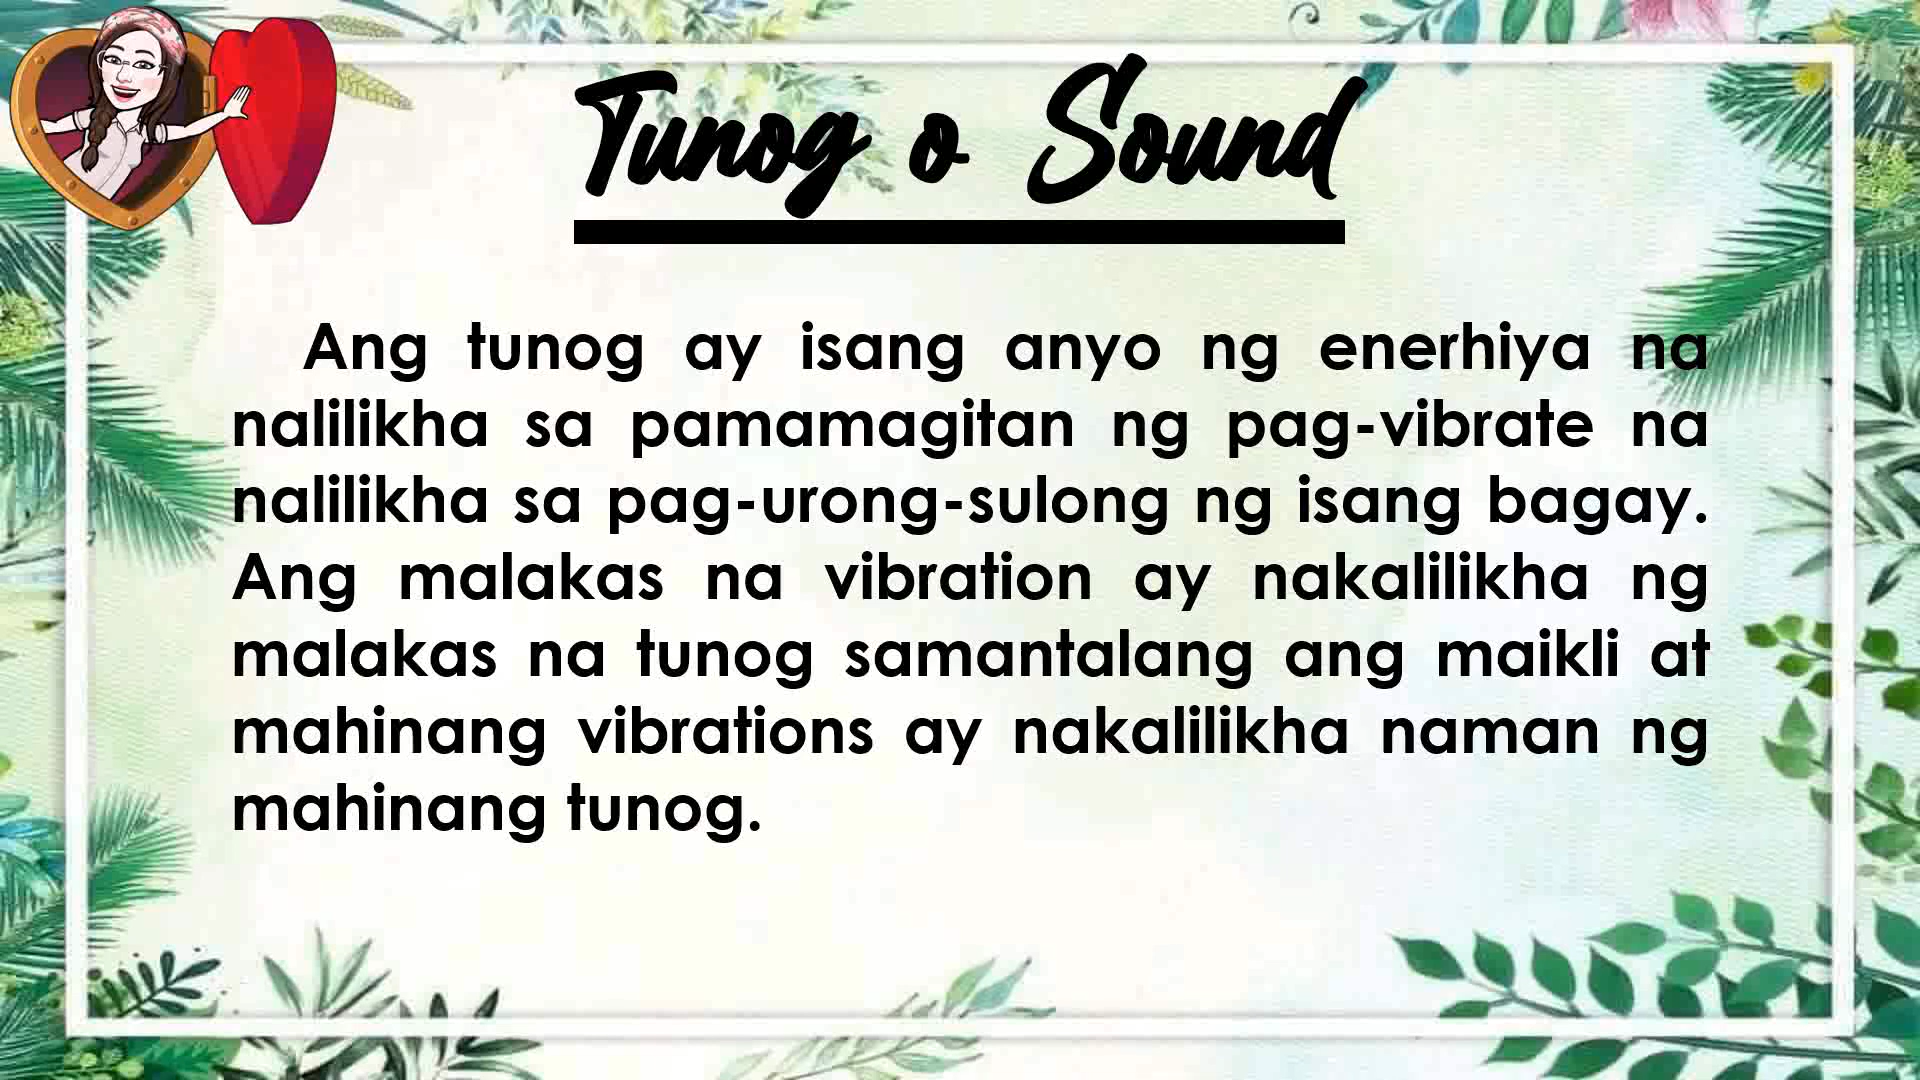 Tunog o Sound
Ang tunog ay isang anyo ng enerhiya na
nalilikha sa pamamagitan ng pag-vibrate na
nalilikha sa pag-urong-sulong ng isang bagay.
Ang malakas na vibration ay nakalilikha ng
malakas na tunog samantalang ang maikli at
mahinang vibrations ay nakalilikha naman ng
mahinang tunog.